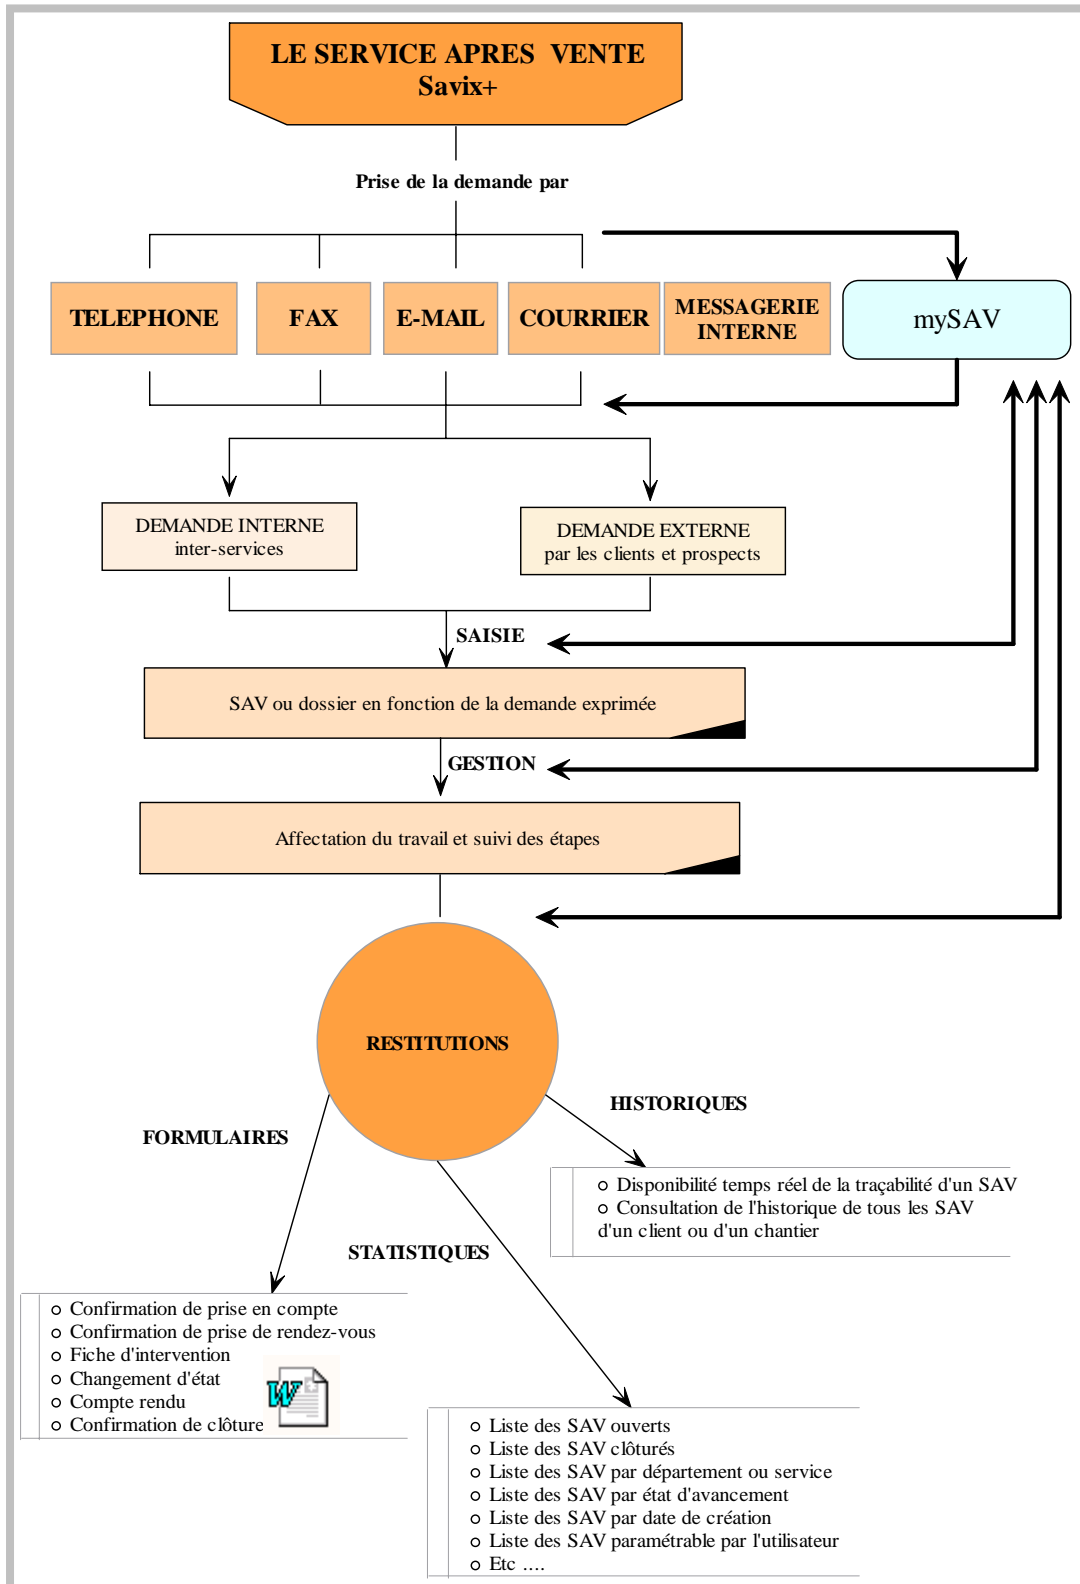 LE SERVICE APRES VENTE
Savix+
Prise de la demande par
TELEPHONE
FAX
E-MAIL
COURRIER
MESSAGERIE
INTERNE
mySAV
DEMANDE INTERNE
inter-services
DEMANDE EXTERNE
par les clients et prospects
SAISIE
SAV ou dossier en fonction de la demande exprimée
GESTION
Affectation du travail et suivi des étapes
RESTITUTIONS
HISTORIQUES
FORMULAIRES
o Disponibilité temps réel de la traçabilité d'un SAV
o Consultation de l'historique de tous les SAV
d'un client ou d'un chantier
STATISTIQUES
o Confirmation de prise en compte
o Confirmation de prise de rendez-vous
o Fiche d'intervention
o Changement d'état
o Compte rendu
o Confirmation de clôture
W
o Liste des SAV ouverts
o Liste des SAV clôturés
o Liste des SAV par département ou service
o Liste des SAV par état d'avancement
o Liste des SAV par date de création
o Liste des SAV paramétrable par l'utilisateur
o Etc ....